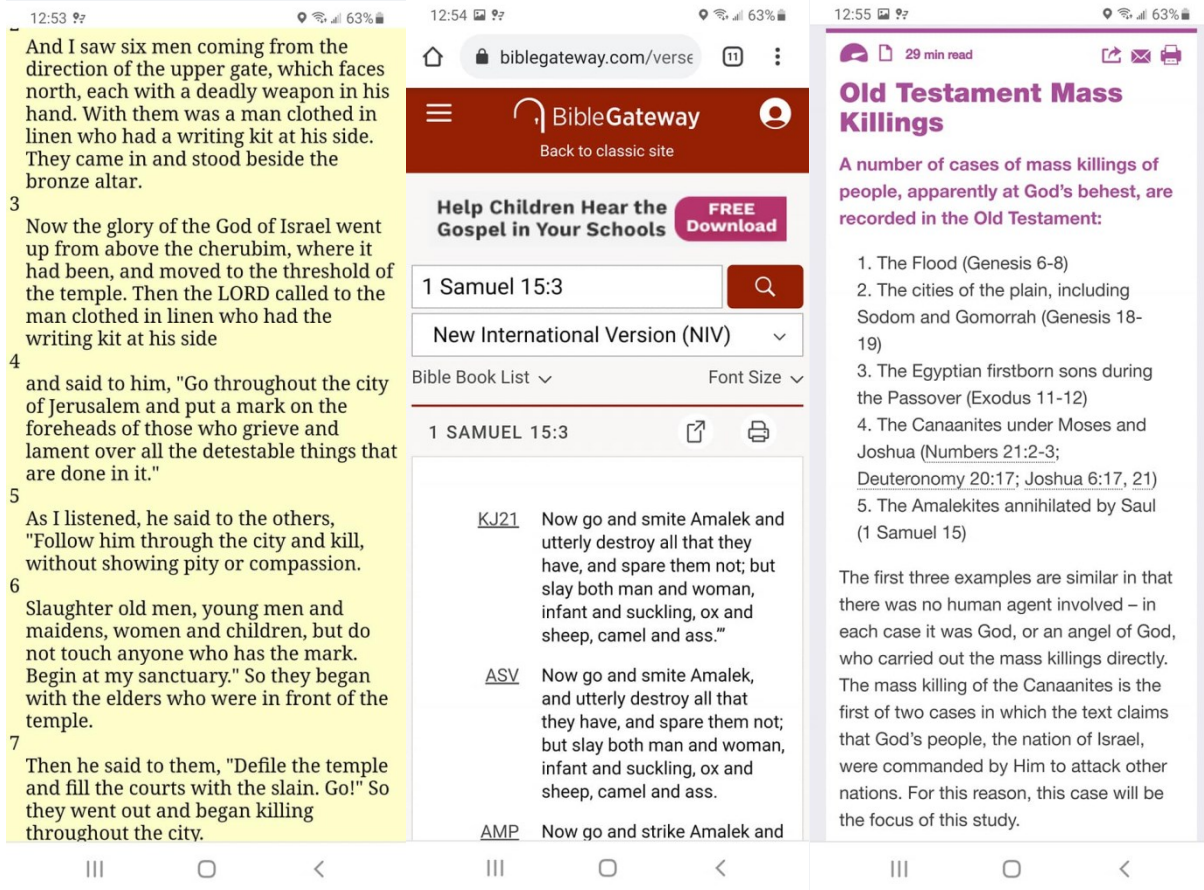 12:53
And I saw six men coming from the
direction of the upper gate, which faces
north, each with a deadly weapon in his
hand. With them was a man clothed in
linen who had a writing kit at his side.
They came in and stood beside the
bronze altar.
3
Now the glory of the God of Israel went
up from above the cherubim, where it
had been, and moved to the threshold of
the temple. Then the LORD called to the
man clothed in linen who had the
writing kit at his side
4
and said to him, "Go throughout the city
of Jerusalem and put a mark on the
foreheads of those who grieve and
lament over all the detestable things that
are done in it."
5
As I listened, he said to the others,
"Follow him through the city and kill,
without showing pity or compassion.
6
Slaughter old men, young men and
maidens, women and children, but do
not touch anyone who has the mark.
Begin at my sanctuary." So they began
with the elders who were in front of the
temple.
7
Then he said to them, "Defile the temple
and fill the courts with the slain. Go!" So
they went out and began killing
throughout the city.
63%
12:54
63%
biblegateway.com/verse
11
BibleGateway
Back to classic site
Help Children Hear the
Gospel in Your Schools
FREE
Download
1 Samuel 15:3
New International Version (NIV)
Bible Book List
Font Size
1 SAMUEL 15:3
KJ21 Now go and smite Amalek and
utterly destroy all that they
have, and spare them not; but
slay both man and woman,
infant and suckling, ox and
sheep, camel and ass.’”
ASV Now go and smite Amalek,
and utterly destroy all that
they have, and spare them not;
but slay both man and woman,
infant and suckling, ox and
sheep, camel and ass.
AMP Now go and strike Amalek and
12:55
63%
29 min read
Old Testament Mass
Killings
A number of cases of mass killings of
people, apparently at God’s behest, are
recorded in the Old Testament:
1. The Flood (Genesis 6-8)
2. The cities of the plain, including
Sodom and Gomorrah (Genesis 18-
19)
3. The Egyptian firstborn sons during
the Passover (Exodus 11-12)
4. The Canaanites under Moses and
Joshua (Numbers 21:2-3;
Deuteronomy 20:17; Joshua 6:17, 21)
5. The Amalekites annihilated by Saul
(1 Samuel 15)
The first three examples are similar in that
there was no human agent involved – in
each case it was God, or an angel of God,
who carried out the mass killings directly.
The mass killing of the Canaanites is the
first of two cases in which the text claims
that God’s people, the nation of Israel,
were commanded by Him to attack other
nations. For this reason, this case will be
the focus of this study.